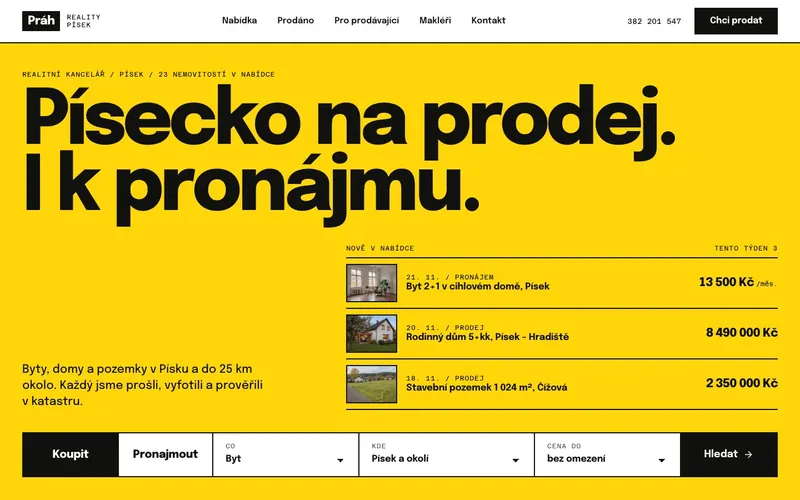 Práh
REALITY
PÍSEK
Nabídka
Prodáno
Pro prodávající
Makléři
Kontakt
382 201 547
Chci prodat
REALITNÍ KANCELÁŘ / PÍSEK / 23 NEMOVITOSTÍ V NABÍDCE
Písecko na prodej.
I k pronájmu.
NOVĚ V NABÍDCE
TENTO TÝDEN 3
21. 11. / PRONÁJEM
Byt 2+1 v cihlovém domě, Písek
13 500 Kč /měs.
20. 11. / PRODEJ
Rodinný dům 5+kk, Písek – Hradiště
8 490 000 Kč
18. 11. / PRODEJ
Stavební pozemek 1 024 m², Čížová
2 350 000 Kč
Byty, domy a pozemky v Písku a do 25 km
okolo. Každý jsme prošli, vyfotili a prověřili
v katastru.
Koupit
Pronajmout
CO
Byt
KDE
Písek a okolí
CENA DO
bez omezení
Hledat →